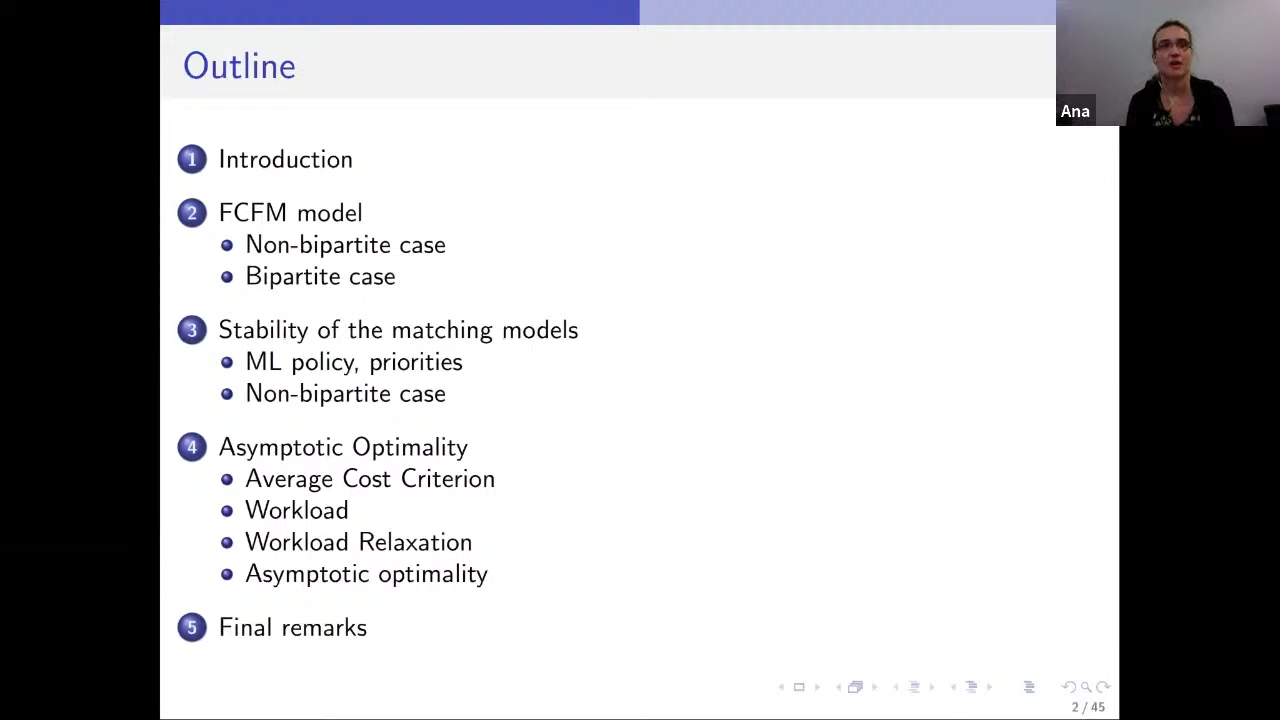 Outline
Ana
1 Introduction
2 FCFM model
Non-bipartite case
Bipartite case
3 Stability of the matching models
ML policy, priorities
Non-bipartite case
4 Asymptotic Optimality
Average Cost Criterion
Workload
Workload Relaxation
Asymptotic optimality
5 Final remarks
2 / 45